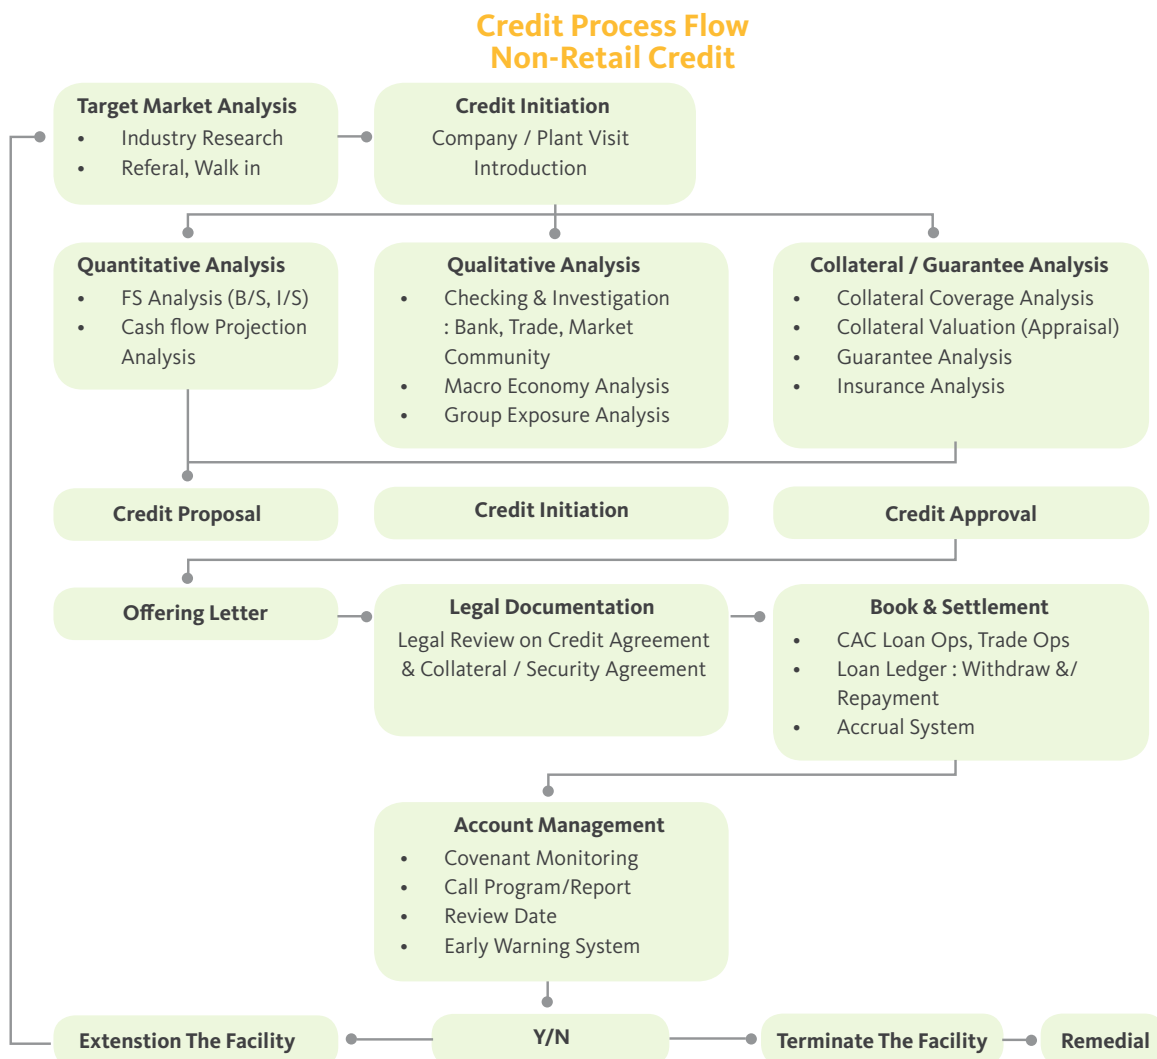 Credit Process Flow
Non-Retail Credit
Target Market Analysis
• Industry Research
• Referal, Walk in
Credit Initiation
Company / Plant Visit
Introduction
Quantitative Analysis
• FS Analysis (B/S, I/S)
• Cash flow Projection
Analysis
Qualitative Analysis
• Checking & Investigation
: Bank, Trade, Market
Community
• Macro Economy Analysis
• Group Exposure Analysis
Collateral / Guarantee Analysis
• Collateral Coverage Analysis
• Collateral Valuation (Appraisal)
• Guarantee Analysis
• Insurance Analysis
Credit Proposal
Credit Initiation
Credit Approval
Offering Letter
Legal Documentation
Legal Review on Credit Agreement
& Collateral / Security Agreement
Book & Settlement
• CAC Loan Ops, Trade Ops
• Loan Ledger : Withdraw &/
Repayment
• Accrual System
Account Management
• Covenant Monitoring
• Call Program/Report
• Review Date
• Early Warning System
Extenstion The Facility
Y/N
Terminate The Facility
Remedial